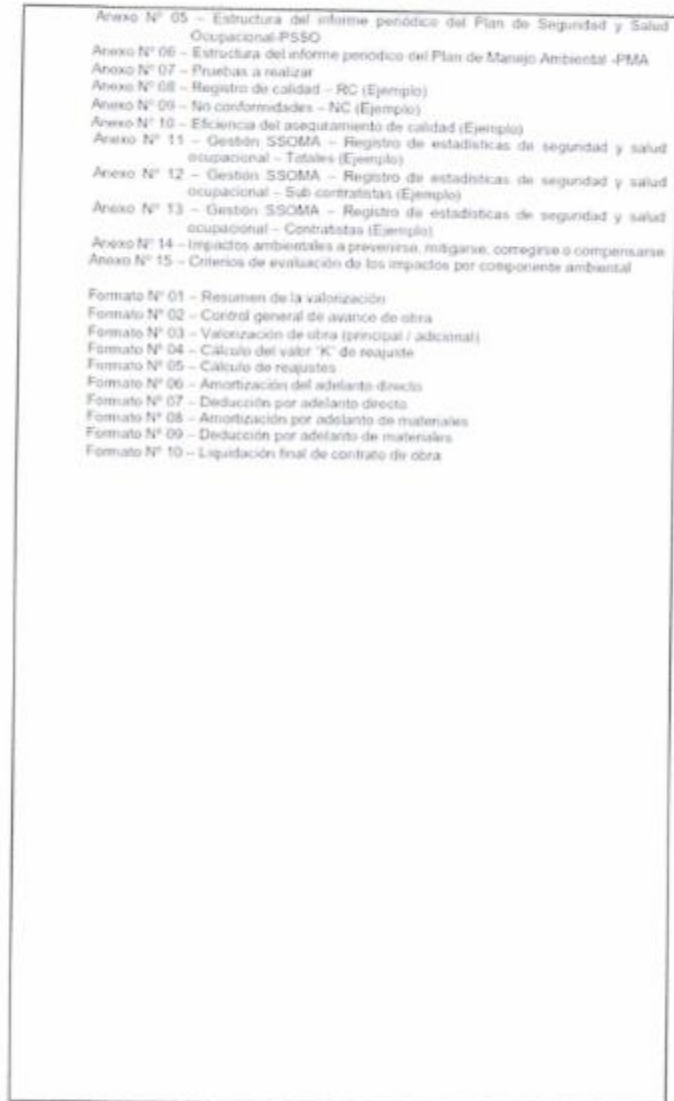 Anexo N° 05 – Estructura del informe periódico del Plan de Seguridad y Salud
Ocupacional-PSSO
Anexo N° 06 – Estructura del informe periodico del Plan de Manejo Ambiental -PMA
Anexo N° 07 – Pruebas a realizar
Anexo N° 08 – Registro de calidad – RC (Ejemplo)
Anexo N° 09 – No conformidades – NC (Ejemplo)
Anexo N° 10 – Eficiencia del aseguramiento de calidad (Ejemplo)
Anexo N° 11 – Gestión SSOMA – Registro de estadísticas de seguridad y salud
ocupacional – Totales (Ejemplo)
Anexo N° 12 – Gestión SSOMA – Registro de estadísticas de seguridad y salud
ocupacional – Sub contratistas (Ejemplo)
Anexo N° 13 – Gestión SSOMA – Registro de estadísticas de seguridad y salud
ocupacional – Contratistas (Ejemplo)
Anexo N° 14 – Impactos ambientales a prevenirse, mitigarse, corregirse o compensarse
Anexo N° 15 – Criterios de evaluación de los impactos por componente ambiental
Formato N° 01 – Resumen de la valorización
Formato N° 02 – Control general de avance de obra
Formato N° 03 – Valorización de obra (principal / adicional)
Formato N° 04 – Cálculo del valor "K" de reajuste
Formato N° 05 – Cálculo de reajustes
Formato N° 06 – Amortización del adelanto directo
Formato N° 07 – Deducción por adelanto directo
Formato N° 08 – Amortización por adelanto de materiales
Formato N° 09 – Deducción por adelanto de materiales
Formato N° 10 – Liquidación final de contrato de obra